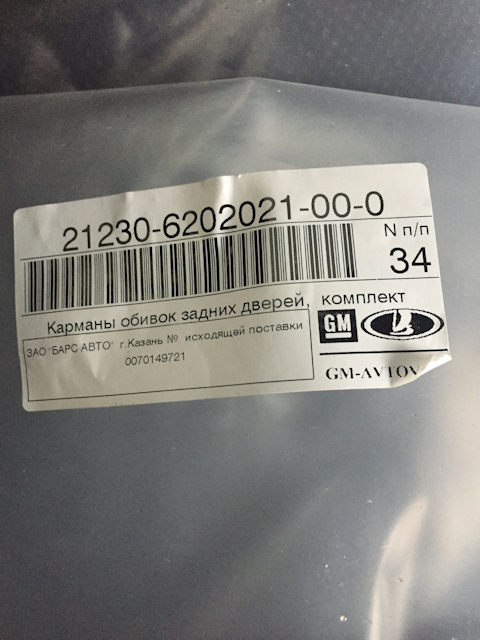 21230-6202021-00-0
N п/п
34
Карманы обивок задних дверей, комплект
ЗАО "БАРС АВТО" г.Казань № исходящей поставки
0070149721
GM
GM-AVTOV